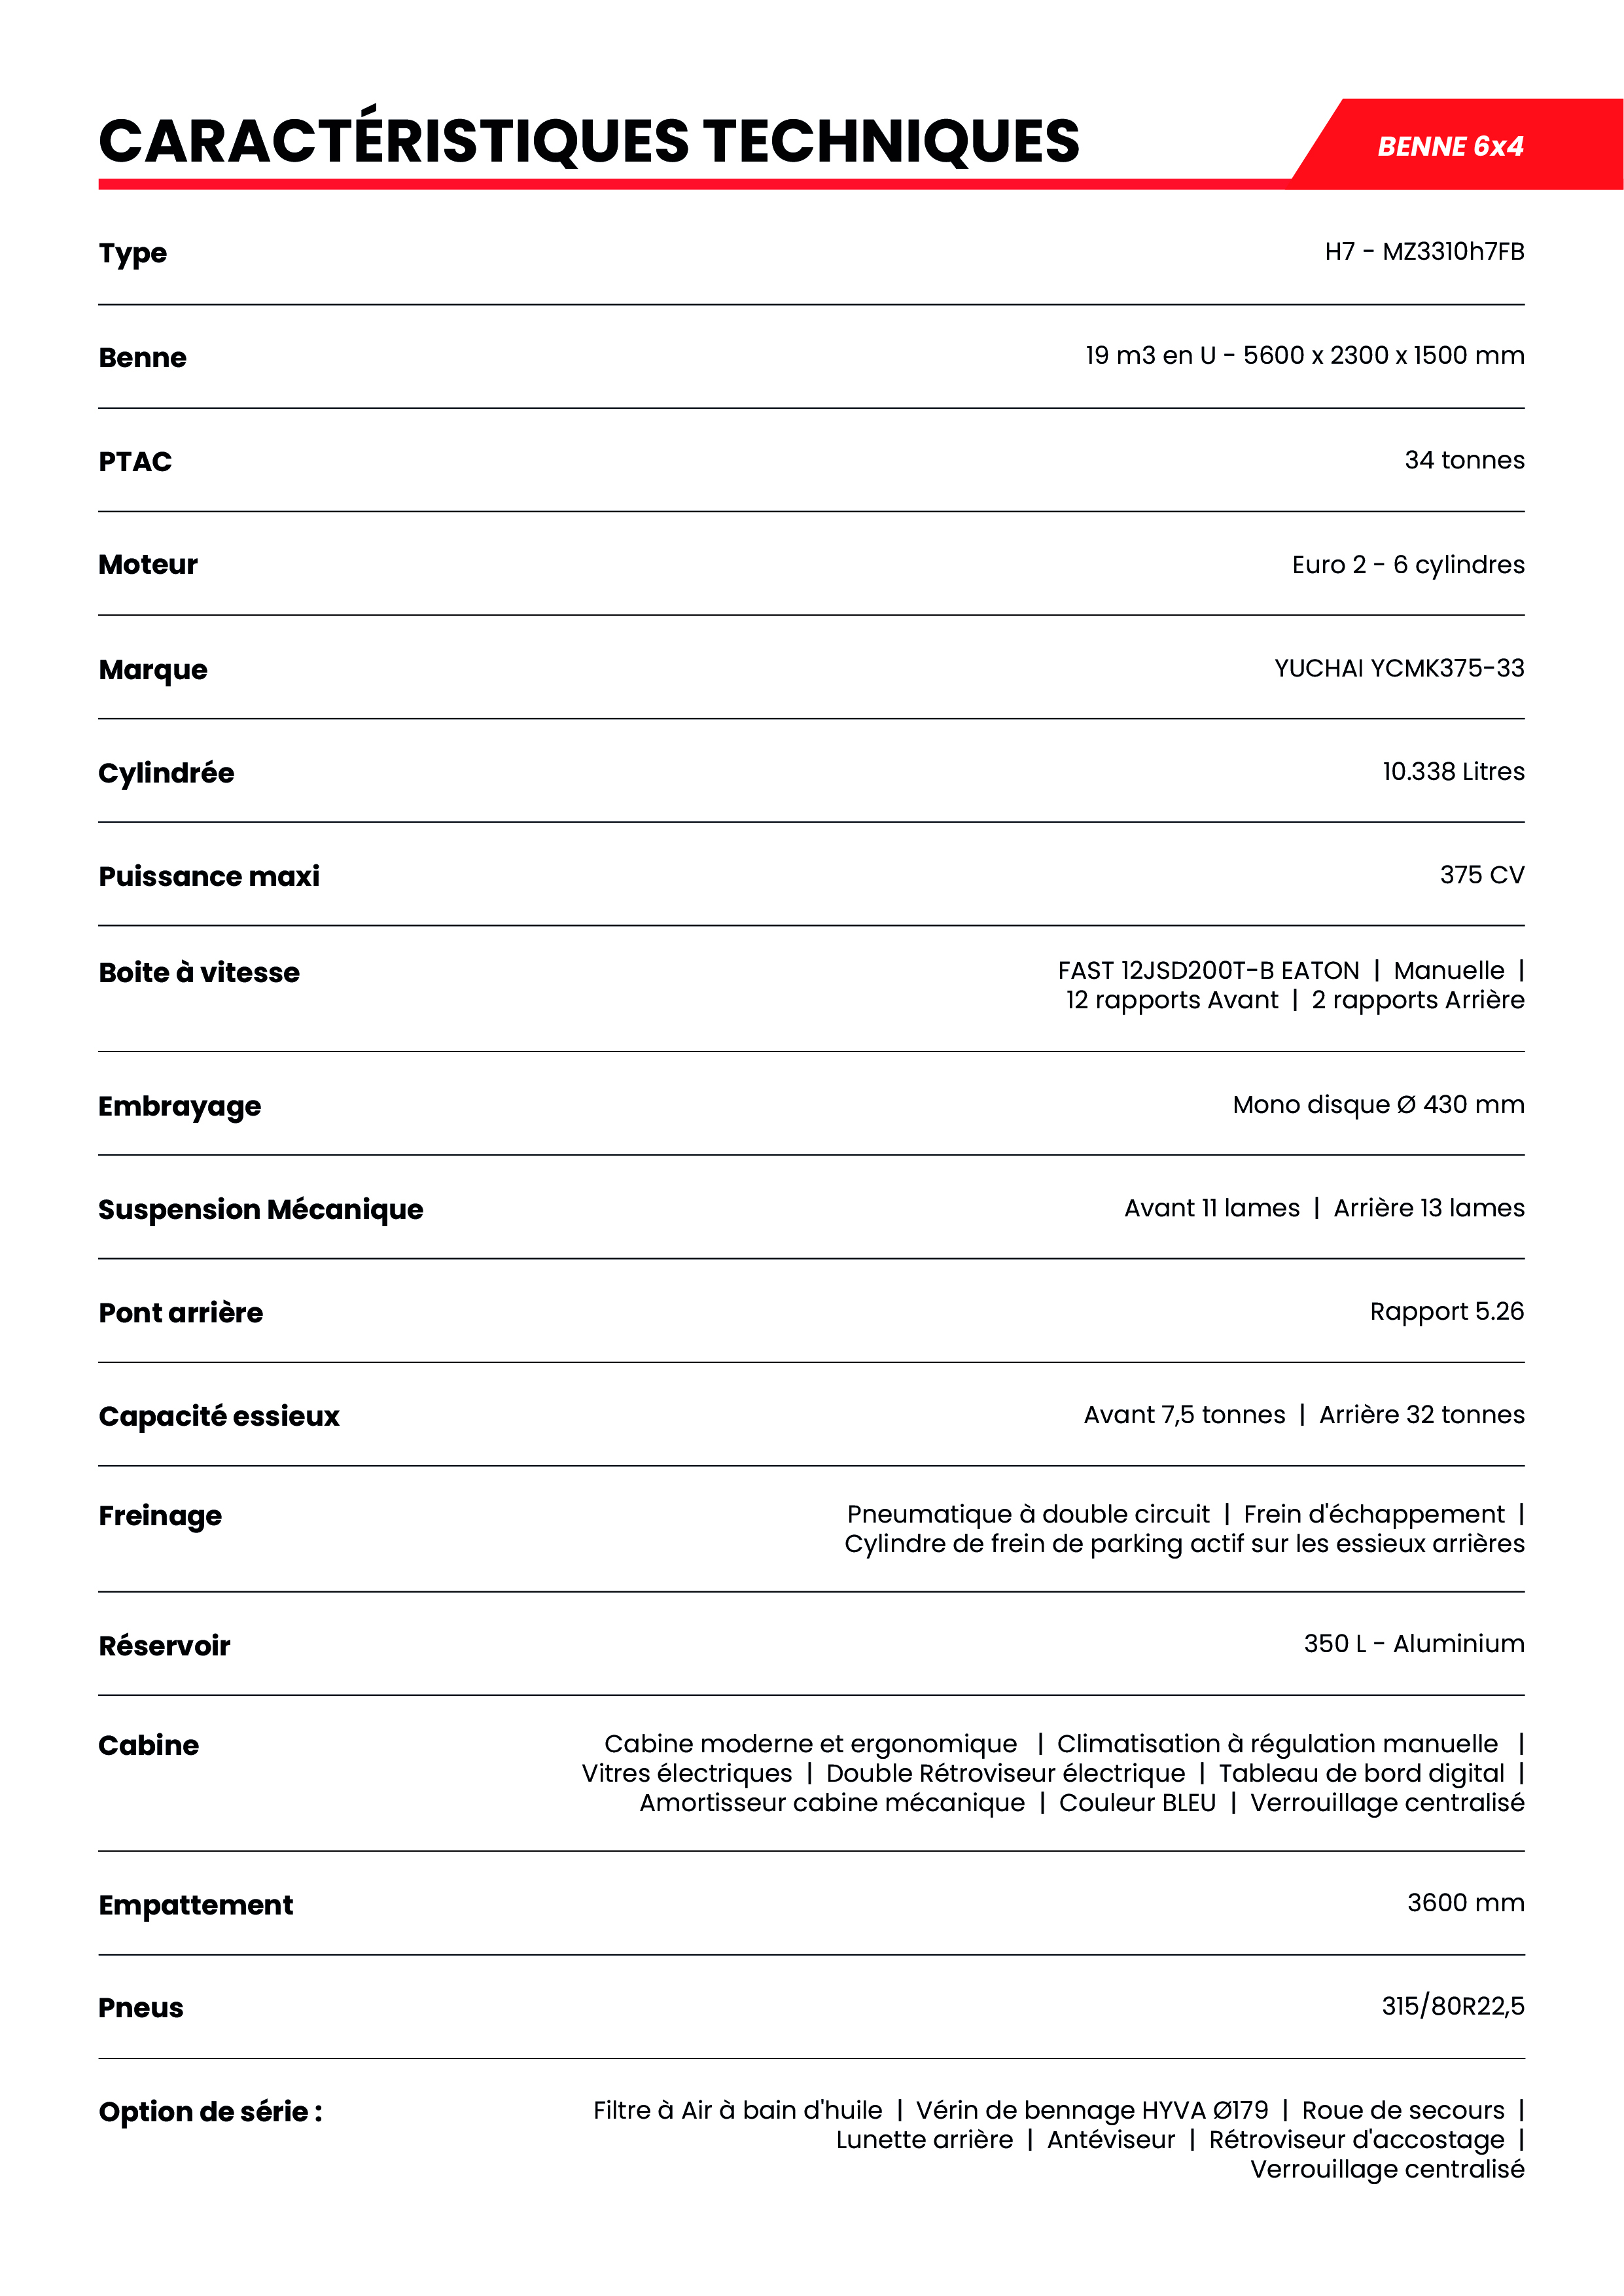 CARACTÉRISTIQUES TECHNIQUES
BENNE 6x4
Type
H7 - MZ3310h7FB
Benne
19 m3 en U - 5600 x 2300 x 1500 mm
PTAC
34 tonnes
Moteur
Euro 2 - 6 cylindres
Marque
YUCHAI YCMK375-33
Cylindrée
10.338 Litres
Puissance maxi
375 CV
Boite à vitesse
FAST 12JSD200T-B EATON | Manuelle |
12 rapports Avant | 2 rapports Arrière
Embrayage
Mono disque Ø 430 mm
Suspension Mécanique
Avant 11 lames | Arrière 13 lames
Pont arrière
Rapport 5.26
Capacité essieux
Avant 7,5 tonnes | Arrière 32 tonnes
Freinage
Pneumatique à double circuit | Frein d'échappement |
Cylindre de frein de parking actif sur les essieux arrières
Réservoir
350 L - Aluminium
Cabine
Cabine moderne et ergonomique | Climatisation à régulation manuelle |
Vitres électriques | Double Rétroviseur électrique | Tableau de bord digital |
Amortisseur cabine mécanique | Couleur BLEU | Verrouillage centralisé
Empattement
3600 mm
Pneus
315/80R22,5
Option de série :
Filtre à Air à bain d'huile | Vérin de bennage HYVA Ø179 | Roue de secours |
Lunette arrière | Antéviseur | Rétroviseur d'accostage |
Verrouillage centralisé